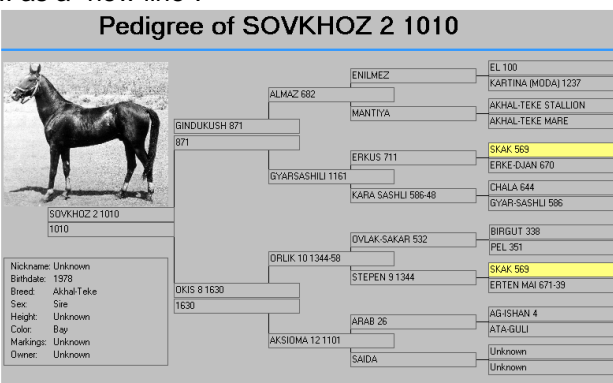 Pedigree of SOVKHOZ 2 1010
SOVKHOZ 2 1010
1010
Nickname: Unknown
Birthdate: 1978
Breed: Akhal-Teke
Sex: Sire
Height: Unknown
Color: Bay
Markings: Unknown
Owner: Unknown
GINDUKUSH 871
871
OKIS 8 1630
1630
ALMAZ 682
GYARSASHILI 1161
ORLIK 10 1344-58
AKSIOMA 12 1101
ENILMEZ
MANTIYA
ERKUS 711
KARA SASHLI 586-48
OVLAK-SAKAR 532
STEPEN 9 1344
ARAB 26
SAIDA
EL 100
KARTINA (MODA) 1237
AKHAL-TEKE STALLION
AKHAL-TEKE MARE
SKAK 569
ERKE-DJAN 670
CHALA 644
GYAR-SASHLI 586
BIRGUT 338
PEL 351
SKAK 569
ERTEN MAI 671-39
AG-ISHAN 4
ATA-GULI
Unknown
Unknown